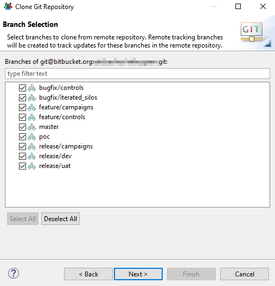 Clone Git Repository
Branch Selection
Select branches to clone from remote repository. Remote tracking
branches will be created to track updates for these branches in the remote repository.
GIT
Branches of git@bitbucket.org: .git:
type filter text
bugfix/controls
bugfix/iterated_silos
feature/campaigns
feature/controls
master
poc
release/campaigns
release/dev
release/uat
Select All
Deselect All
?
< Back
Next >
Finish
Cancel